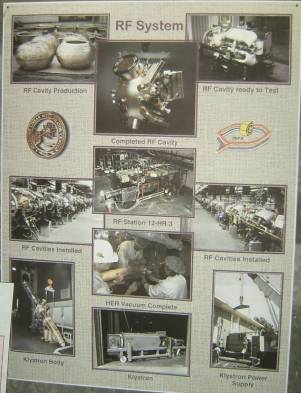 RF System
RF Cavity Production
RF Cavity ready to Test
Completed RF Cavity
RF Station 12-HR-3
RF Cavities Installed
RF Cavities Installed
HER Vacuum Complete
Klystron Body
Klystron
Klystron Power
Supply